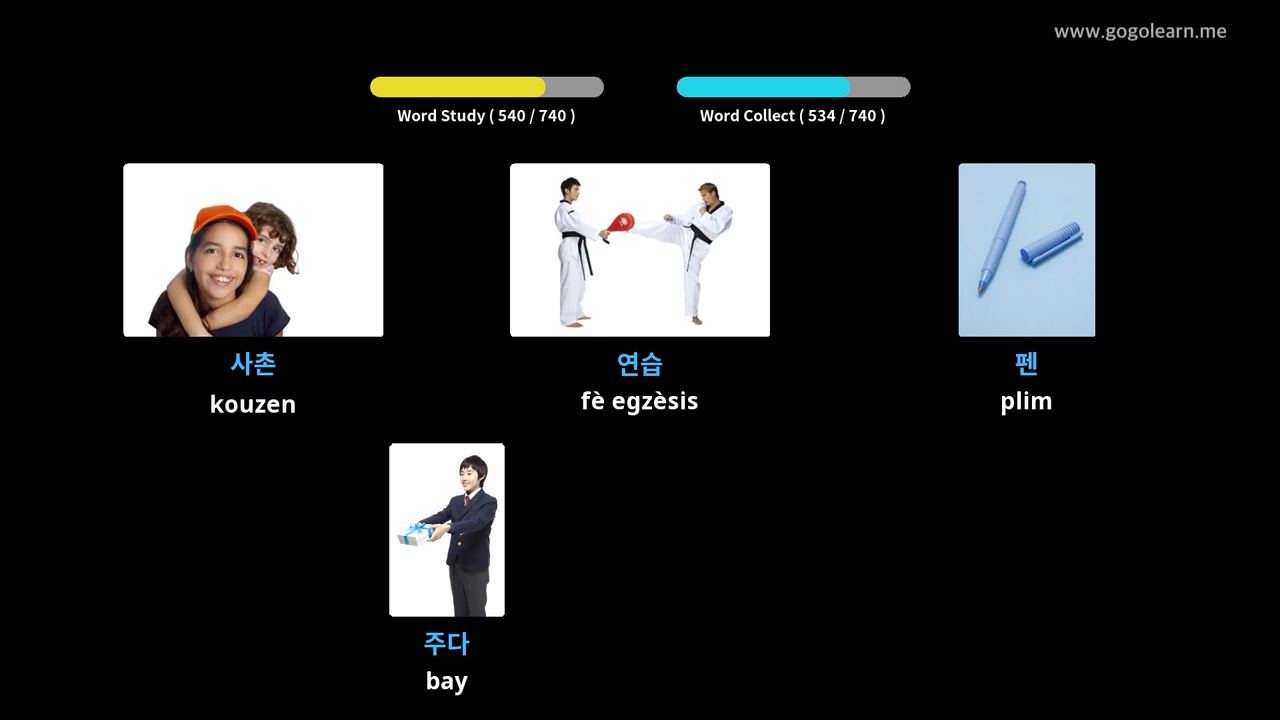 www.gogolearn.me
Word Study ( 540 / 740 )
Word Collect ( 534 / 740 )
사촌
kouzen
연습
fè egzèsis
펜
plim
주다
bay